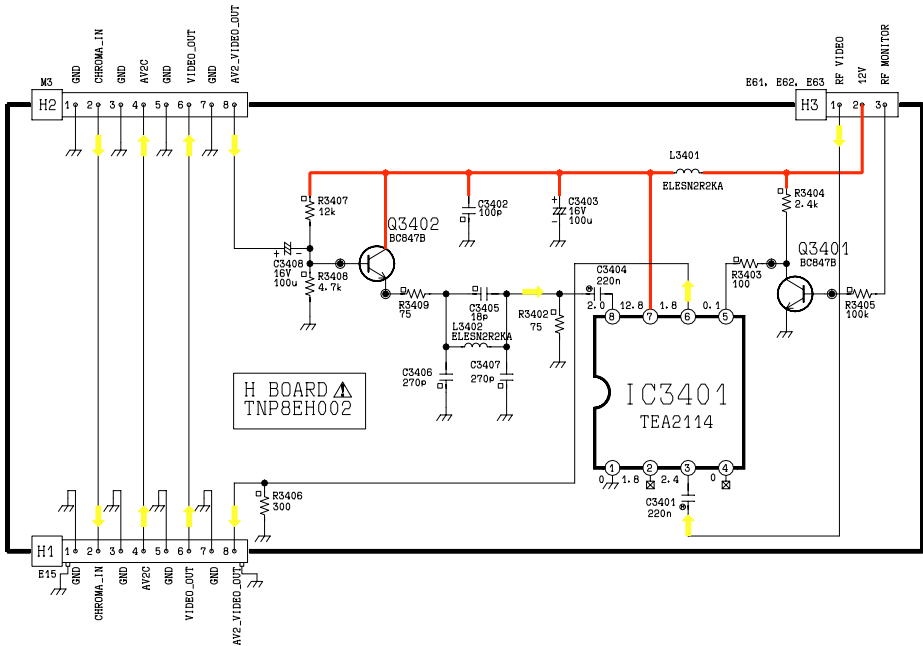 GND
CHROMA_IN
GND
AV2C
GND
VIDEO_OUT
GND
AV2_VIDEO_OUT
M3
H2 1 2 3 4 5 6 7 8
E61, E62, E63
RF VIDEO
12V
RF MONITOR
H3 1 2 3
L3401
ELESN2R2KA
R3407
12k
C3402
100p
C3403
16V
100u
+
-
R3404
2.4k
Q3402
BC847B
Q3401
BC847B
+ -
C3408
16V
100u
R3408
4.7k
R3409
75
C3405
18p
L3402
ELESN2R2KA
C3406
270p
C3407
270p
R3402
75
C3404
220n
R3403
100
R3405
100k
2.0 12.8 1.8 0.1
8 7 6 5
IC3401
TEA2114
1 2 3 4
0 1.8 2.4 0
C3401
220n
H BOARD ⚠
TNP8EH002
R3406
300
H1 1 2 3 4 5 6 7 8
E15
GND
CHROMA_IN
GND
AV2C
GND
VIDEO_OUT
GND
AV2_VIDEO_OUT